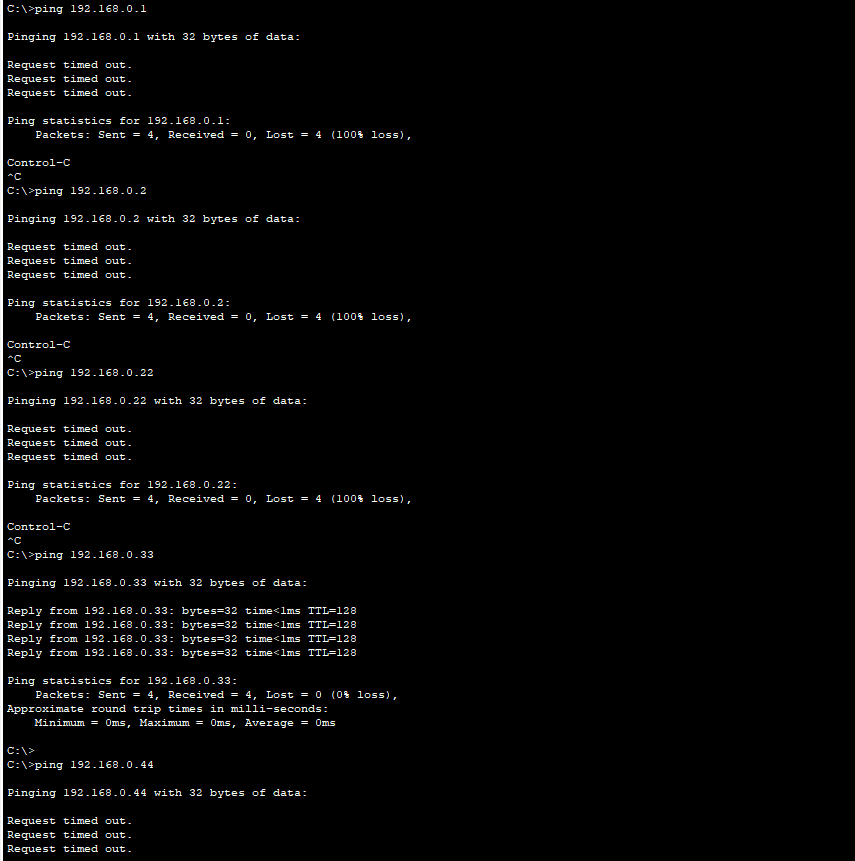 C:\>ping 192.168.0.1
Pinging 192.168.0.1 with 32 bytes of data:
Request timed out.
Request timed out.
Request timed out.
Ping statistics for 192.168.0.1:
Packets: Sent = 4, Received = 0, Lost = 4 (100% loss),
Control-C
^C
C:\>ping 192.168.0.2
Pinging 192.168.0.2 with 32 bytes of data:
Request timed out.
Request timed out.
Request timed out.
Ping statistics for 192.168.0.2:
Packets: Sent = 4, Received = 0, Lost = 4 (100% loss),
Control-C
^C
C:\>ping 192.168.0.22
Pinging 192.168.0.22 with 32 bytes of data:
Request timed out.
Request timed out.
Request timed out.
Ping statistics for 192.168.0.22:
Packets: Sent = 4, Received = 0, Lost = 4 (100% loss),
Control-C
^C
C:\>ping 192.168.0.33
Pinging 192.168.0.33 with 32 bytes of data:
Reply from 192.168.0.33: bytes=32 time<1ms TTL=128
Reply from 192.168.0.33: bytes=32 time<1ms TTL=128
Reply from 192.168.0.33: bytes=32 time<1ms TTL=128
Reply from 192.168.0.33: bytes=32 time<1ms TTL=128
Ping statistics for 192.168.0.33:
Packets: Sent = 4, Received = 4, Lost = 0 (0% loss),
Approximate round trip times in milli-seconds:
Minimum = 0ms, Maximum = 0ms, Average = 0ms
C:\>
C:\>ping 192.168.0.44
Pinging 192.168.0.44 with 32 bytes of data:
Request timed out.
Request timed out.
Request timed out.